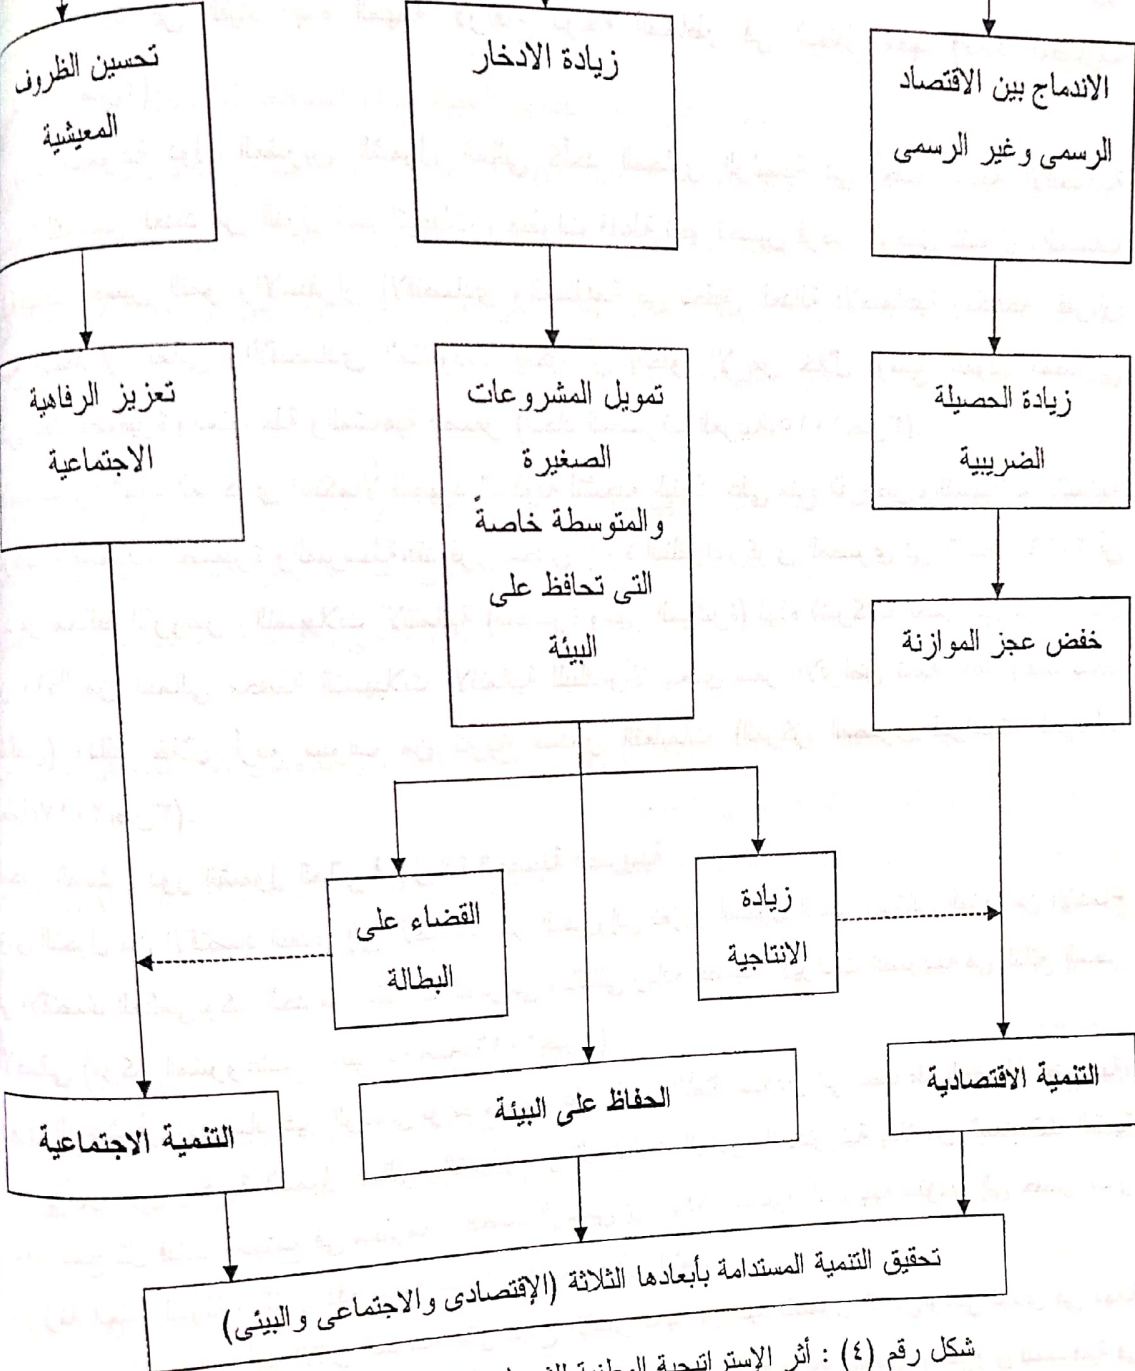 الاندماج بين الاقتصاد
الرسمى وغير الرسمى
زيادة الادخار
تحسين الظروف
المعيشية
زيادة الحصيلة
الضريبية
تمويل المشروعات
الصغيرة
والمتوسطة خاصةً
التى تحافظ على
البيئة
تعزيز الرفاهية
الاجتماعية
خفض عجز الموازنة
زيادة
الانتاجية
القضاء على
البطالة
التنمية الاقتصادية
الحفاظ على البيئة
التنمية الاجتماعية
تحقيق التنمية المستدامة بأبعادها الثلاثة (الإقتصادى والاجتماعى والبيئى)
شكل رقم (٤) : أثر الإستراتيجية الوطنية